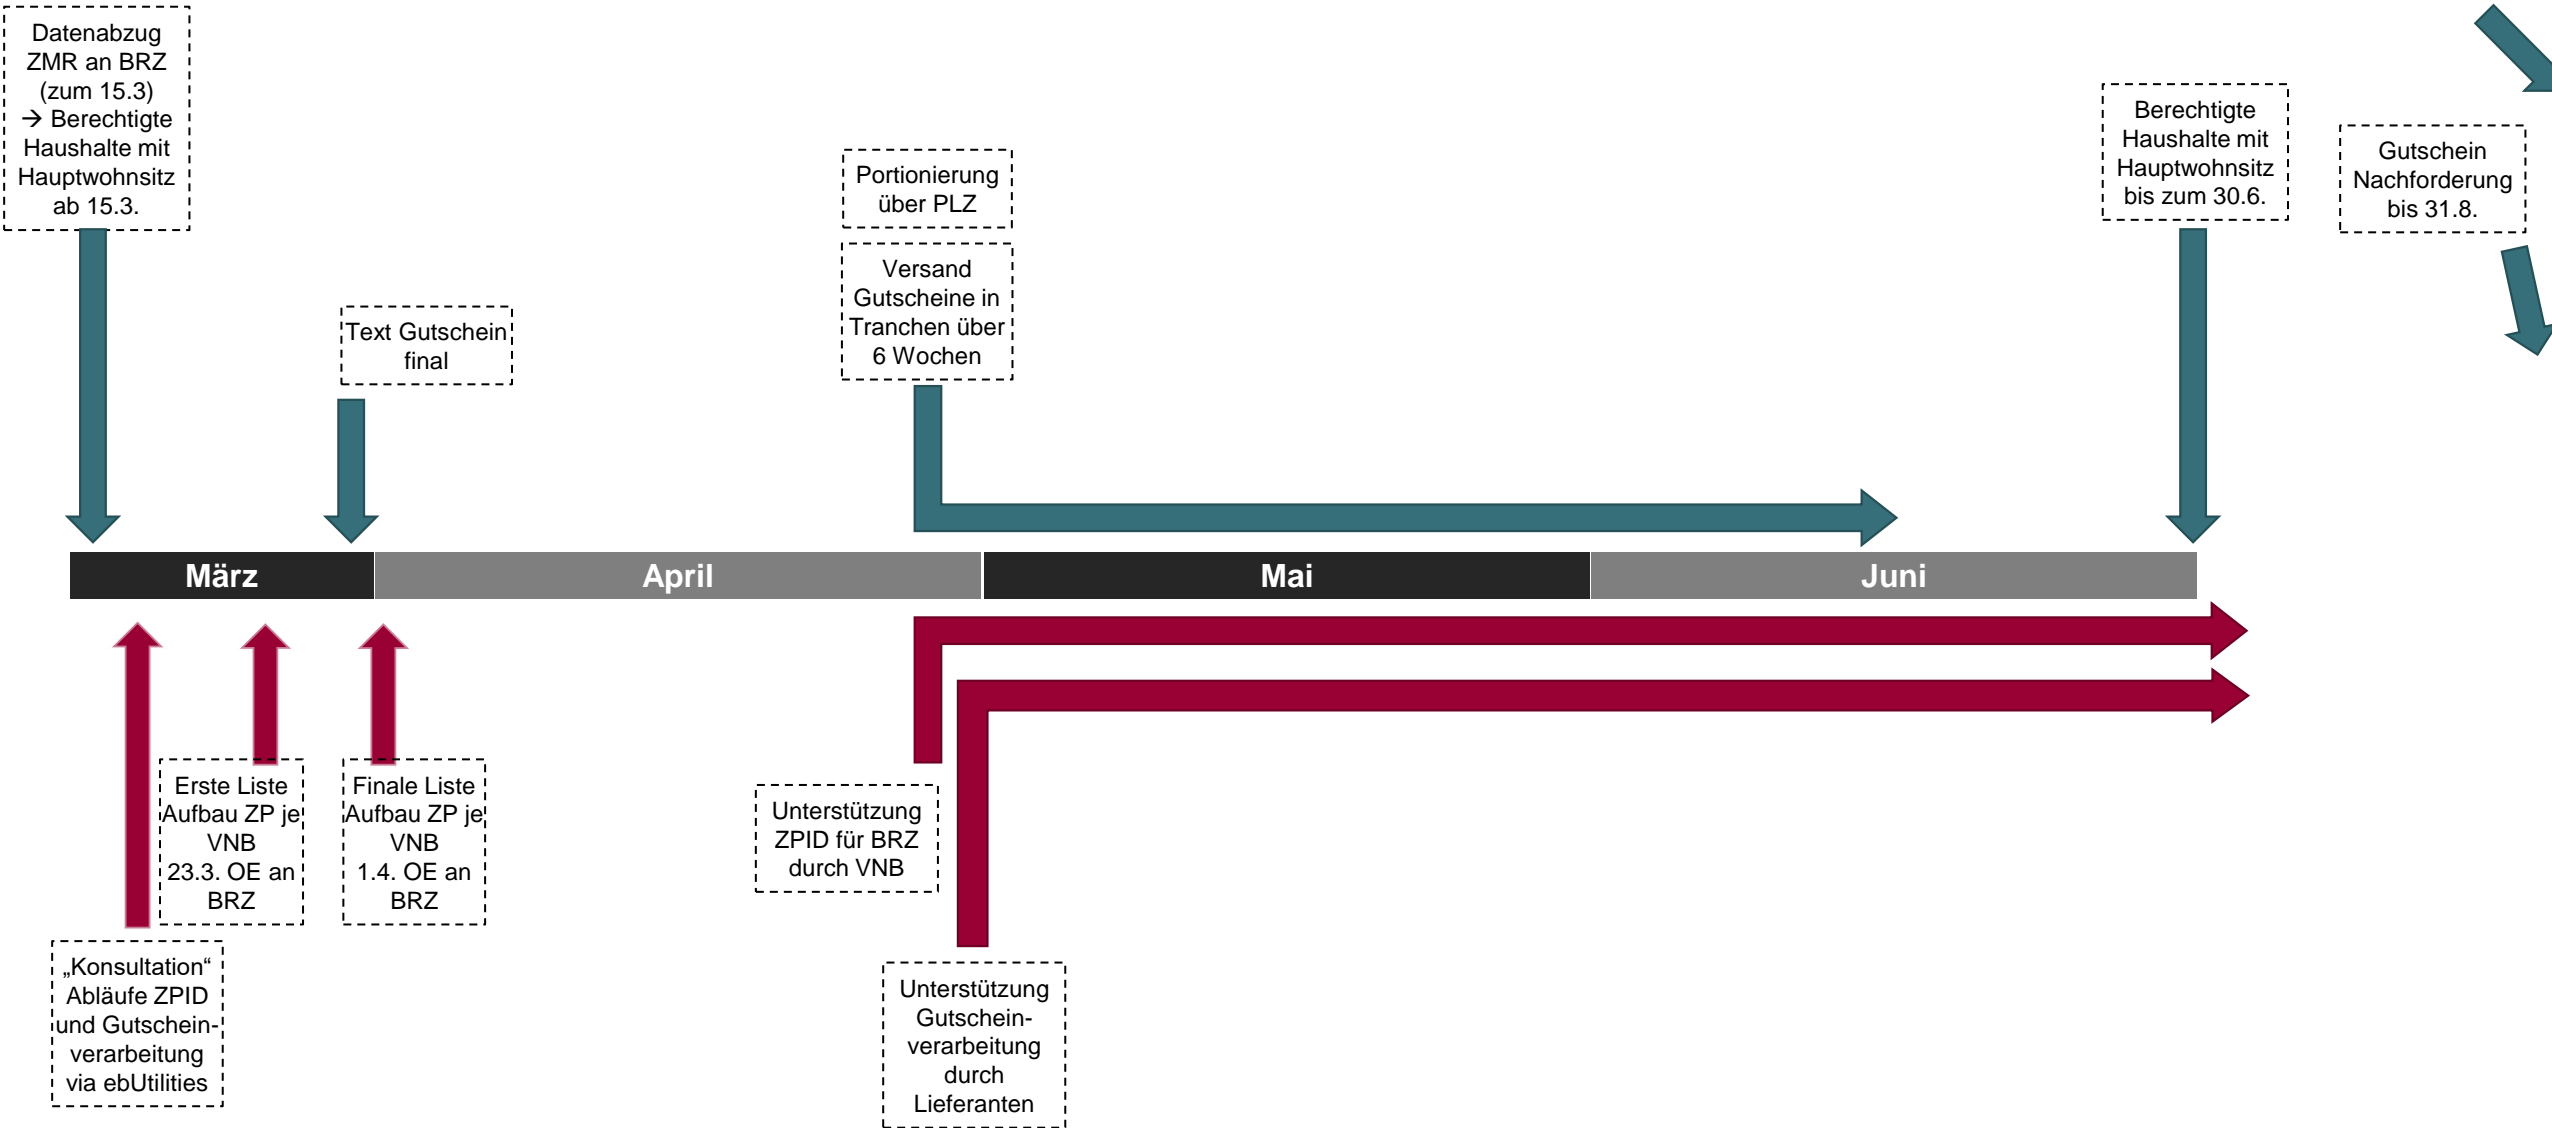 Datenabzug
ZMR an BRZ
(zum 15.3)
→ Berechtigte
Haushalte mit
Hauptwohnsitz
ab 15.3.
Text Gutschein
final
Portionierung
über PLZ
Versand
Gutscheine in
Tranchen über
6 Wochen
Berechtigte
Haushalte mit
Hauptwohnsitz
bis zum 30.6.
Gutschein
Nachforderung
bis 31.8.
März
April
Mai
Juni
„Konsultation“
Abläufe ZPID
und Gutschein-
verarbeitung
via ebUtilities
Erste Liste
Aufbau ZP je
VNB
23.3. OE an
BRZ
Finale Liste
Aufbau ZP je
VNB
1.4. OE an
BRZ
Unterstützung
ZPID für BRZ
durch VNB
Unterstützung
Gutschein-
verarbeitung
durch
Lieferanten